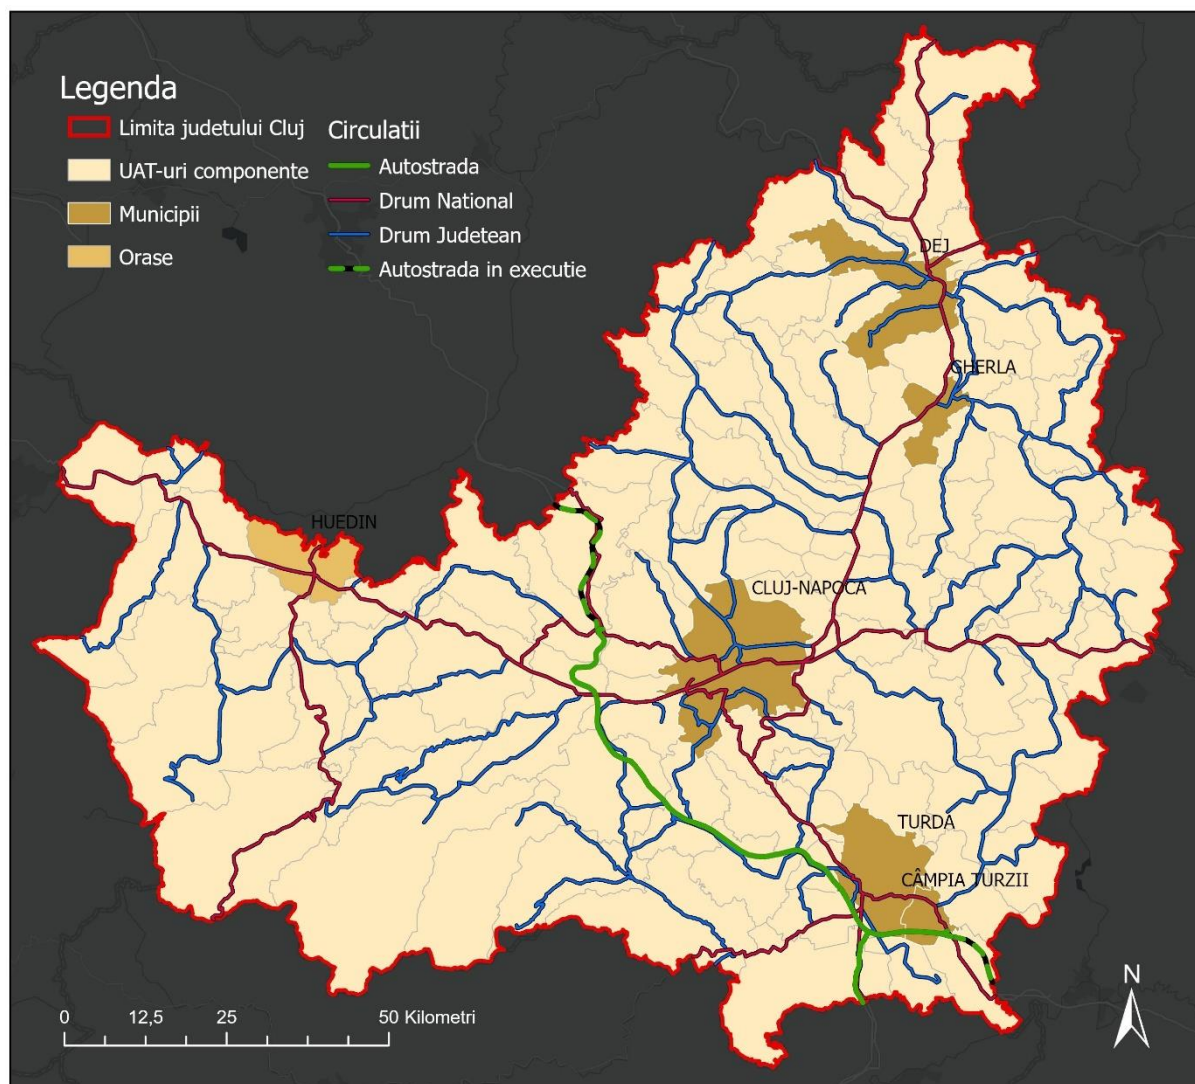 Legenda
Limita judetului Cluj
UAT-uri componente
Municipii
Orase
Circulatii
Autostrada
Drum National
Drum Judetean
Autostrada in executie
DEJ
GHERLA
HUEDIN
CLUJ-NAPOCA
TURDA
CÂMPIA TURZII
N
0 12,5 25 50 Kilometri